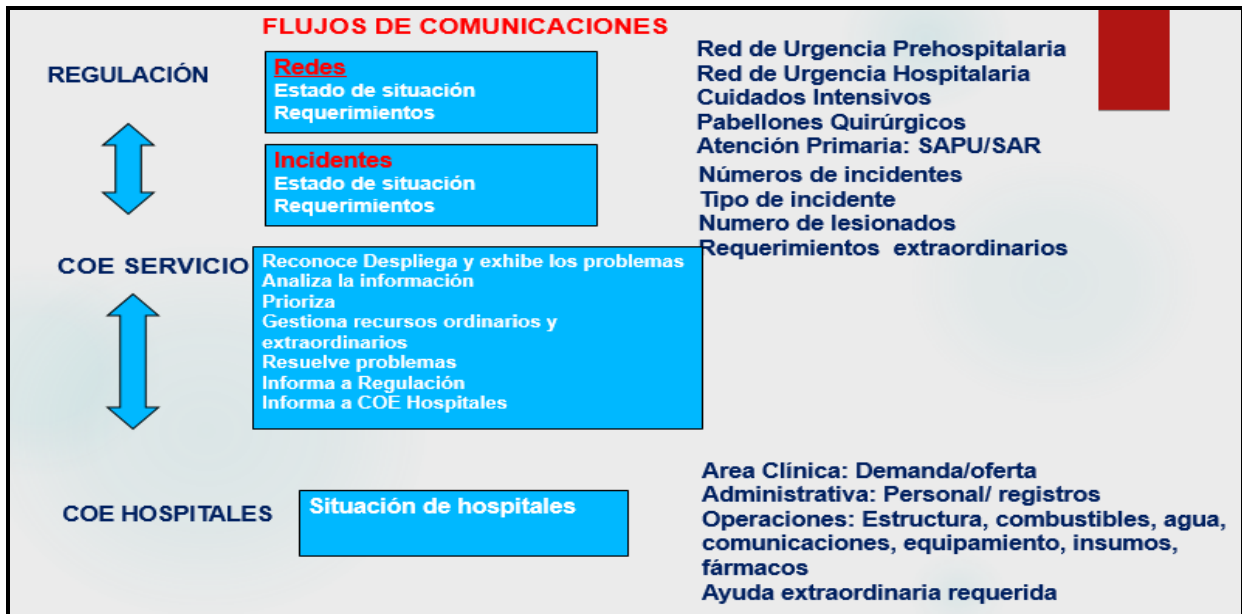 FLUJOS DE COMUNICACIONES
REGULACIÓN
Redes
Estado de situación
Requerimientos
Red de Urgencia Prehospitalaria
Red de Urgencia Hospitalaria
Cuidados Intensivos
Pabellones Quirúrgicos
Atención Primaria: SAPU/SAR
Incidentes
Estado de situación
Requerimientos
Números de incidentes
Tipo de incidente
Numero de lesionados
Requerimientos extraordinarios
COE SERVICIO
Reconoce Despliega y exhibe los problemas
Analiza la información
Prioriza
Gestiona recursos ordinarios y
extraordinarios
Resuelve problemas
Informa a Regulación
Informa a COE Hospitales
COE HOSPITALES
Situación de hospitales
Area Clínica: Demanda/oferta
Administrativa: Personal/ registros
Operaciones: Estructura, combustibles, agua,
comunicaciones, equipamiento, insumos,
fármacos
Ayuda extraordinaria requerida